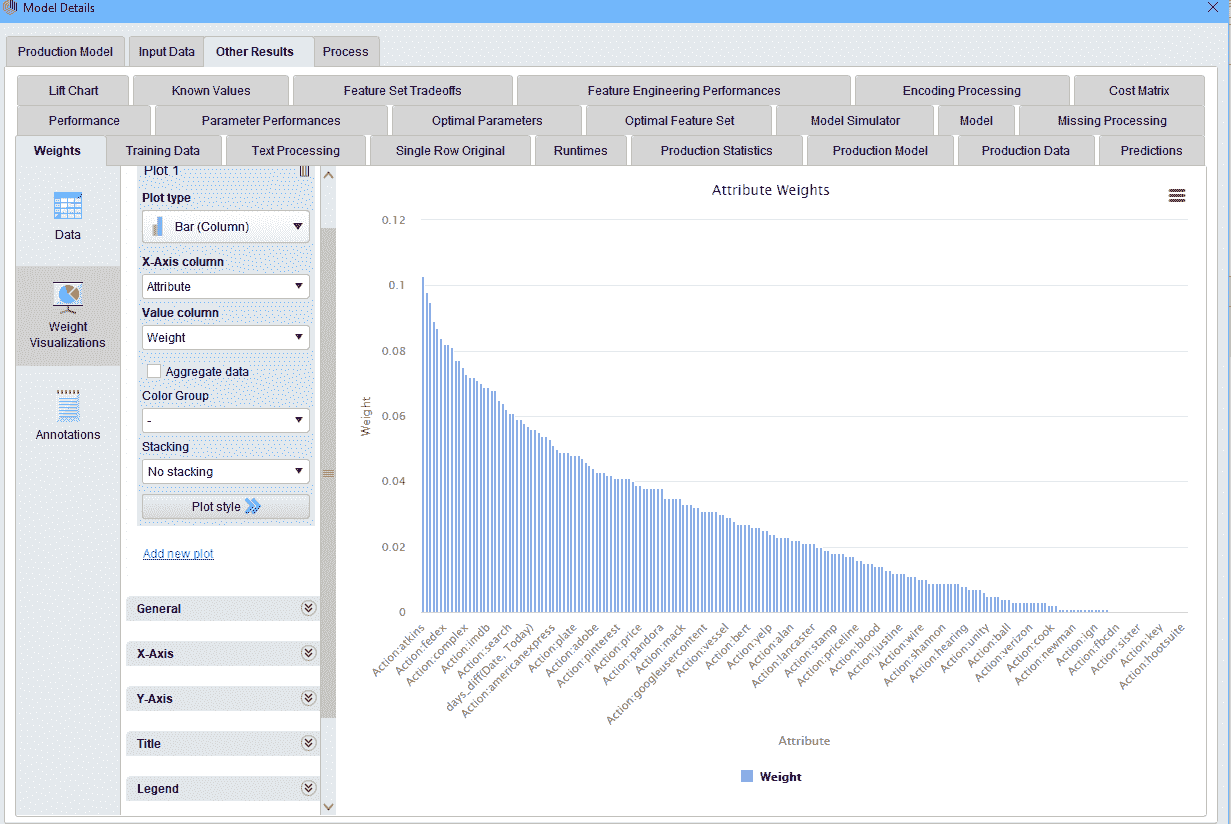 Model Details
Production Model Input Data Other Results Process
Lift Chart Known Values Feature Set Tradeoffs Feature Engineering Performances Encoding Processing Cost Matrix
Performance Parameter Performances Optimal Parameters Optimal Feature Set Model Simulator Model Missing Processing
Weights Training Data Text Processing Single Row Original Runtimes Production Statistics Production Model Production Data Predictions
Data
Weight
Visualizations
Annotations
Plot 1
Plot type
Bar (Column)
X-Axis column
Attribute
Value column
Weight
Aggregate data
Color Group
-
Stacking
No stacking
Plot style
Add new plot
General
X-Axis
Y-Axis
Title
Legend
Attribute Weights
Weight
0.12
0.1
0.08
0.06
0.04
0.02
0
Action:atkins
Action:fedex
Action:complex
Action:imdb
Action:search
days_diff(Date, Today)
Action:americanexpress
Action:plate
Action:adobe
Action:pinterest
Action:price
Action:pandora
Action:mack
Action:googleusercontent
Action:vessel
Action:bert
Action:yelp
Action:alan
Action:lancaster
Action:stamp
Action:priceline
Action:blood
Action:justine
Action:wire
Action:shannon
Action:hearing
Action:unity
Action:ball
Action:verizon
Action:cook
Action:newman
Action:ign
Action:fbcdn
Action:sister
Action:key
Action:hootsuite
Attribute
Weight